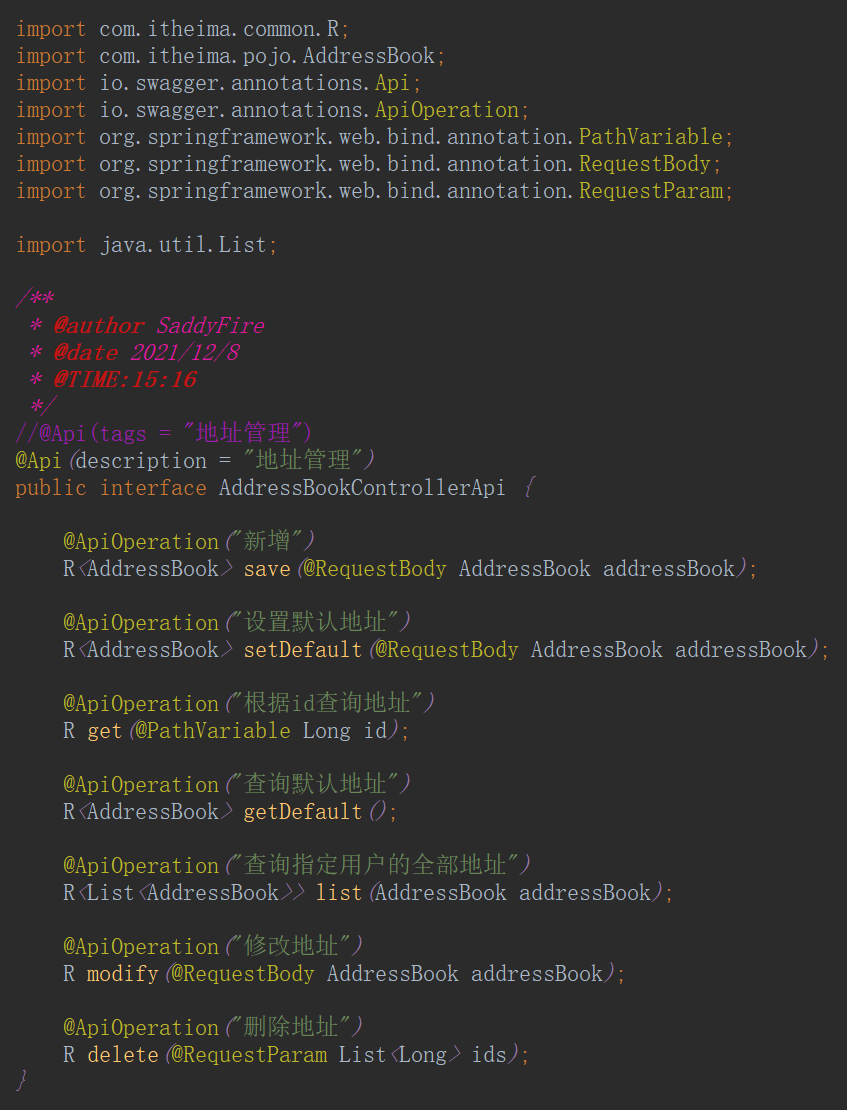 import com.itheima.common.R;
import com.itheima.pojo.AddressBook;
import io.swagger.annotations.Api;
import io.swagger.annotations.ApiOperation;
import org.springframework.web.bind.annotation.PathVariable;
import org.springframework.web.bind.annotation.RequestBody;
import org.springframework.web.bind.annotation.RequestParam;

import java.util.List;

/**
 * @author SaddyFire
 * @date 2021/12/8
 * @TIME:15:16
 */
//@Api(tags = "地址管理")
@Api(description = "地址管理")
public interface AddressBookControllerApi {

    @ApiOperation("新增")
    R<AddressBook> save(@RequestBody AddressBook addressBook);

    @ApiOperation("设置默认地址")
    R<AddressBook> setDefault(@RequestBody AddressBook addressBook);

    @ApiOperation("根据id查询地址")
    R get(@PathVariable Long id);

    @ApiOperation("查询默认地址")
    R<AddressBook> getDefault();

    @ApiOperation("查询指定用户的全部地址")
    R<List<AddressBook>> list(AddressBook addressBook);

    @ApiOperation("修改地址")
    R modify(@RequestBody AddressBook addressBook);

    @ApiOperation("删除地址")
    R delete(@RequestParam List<Long> ids);
}